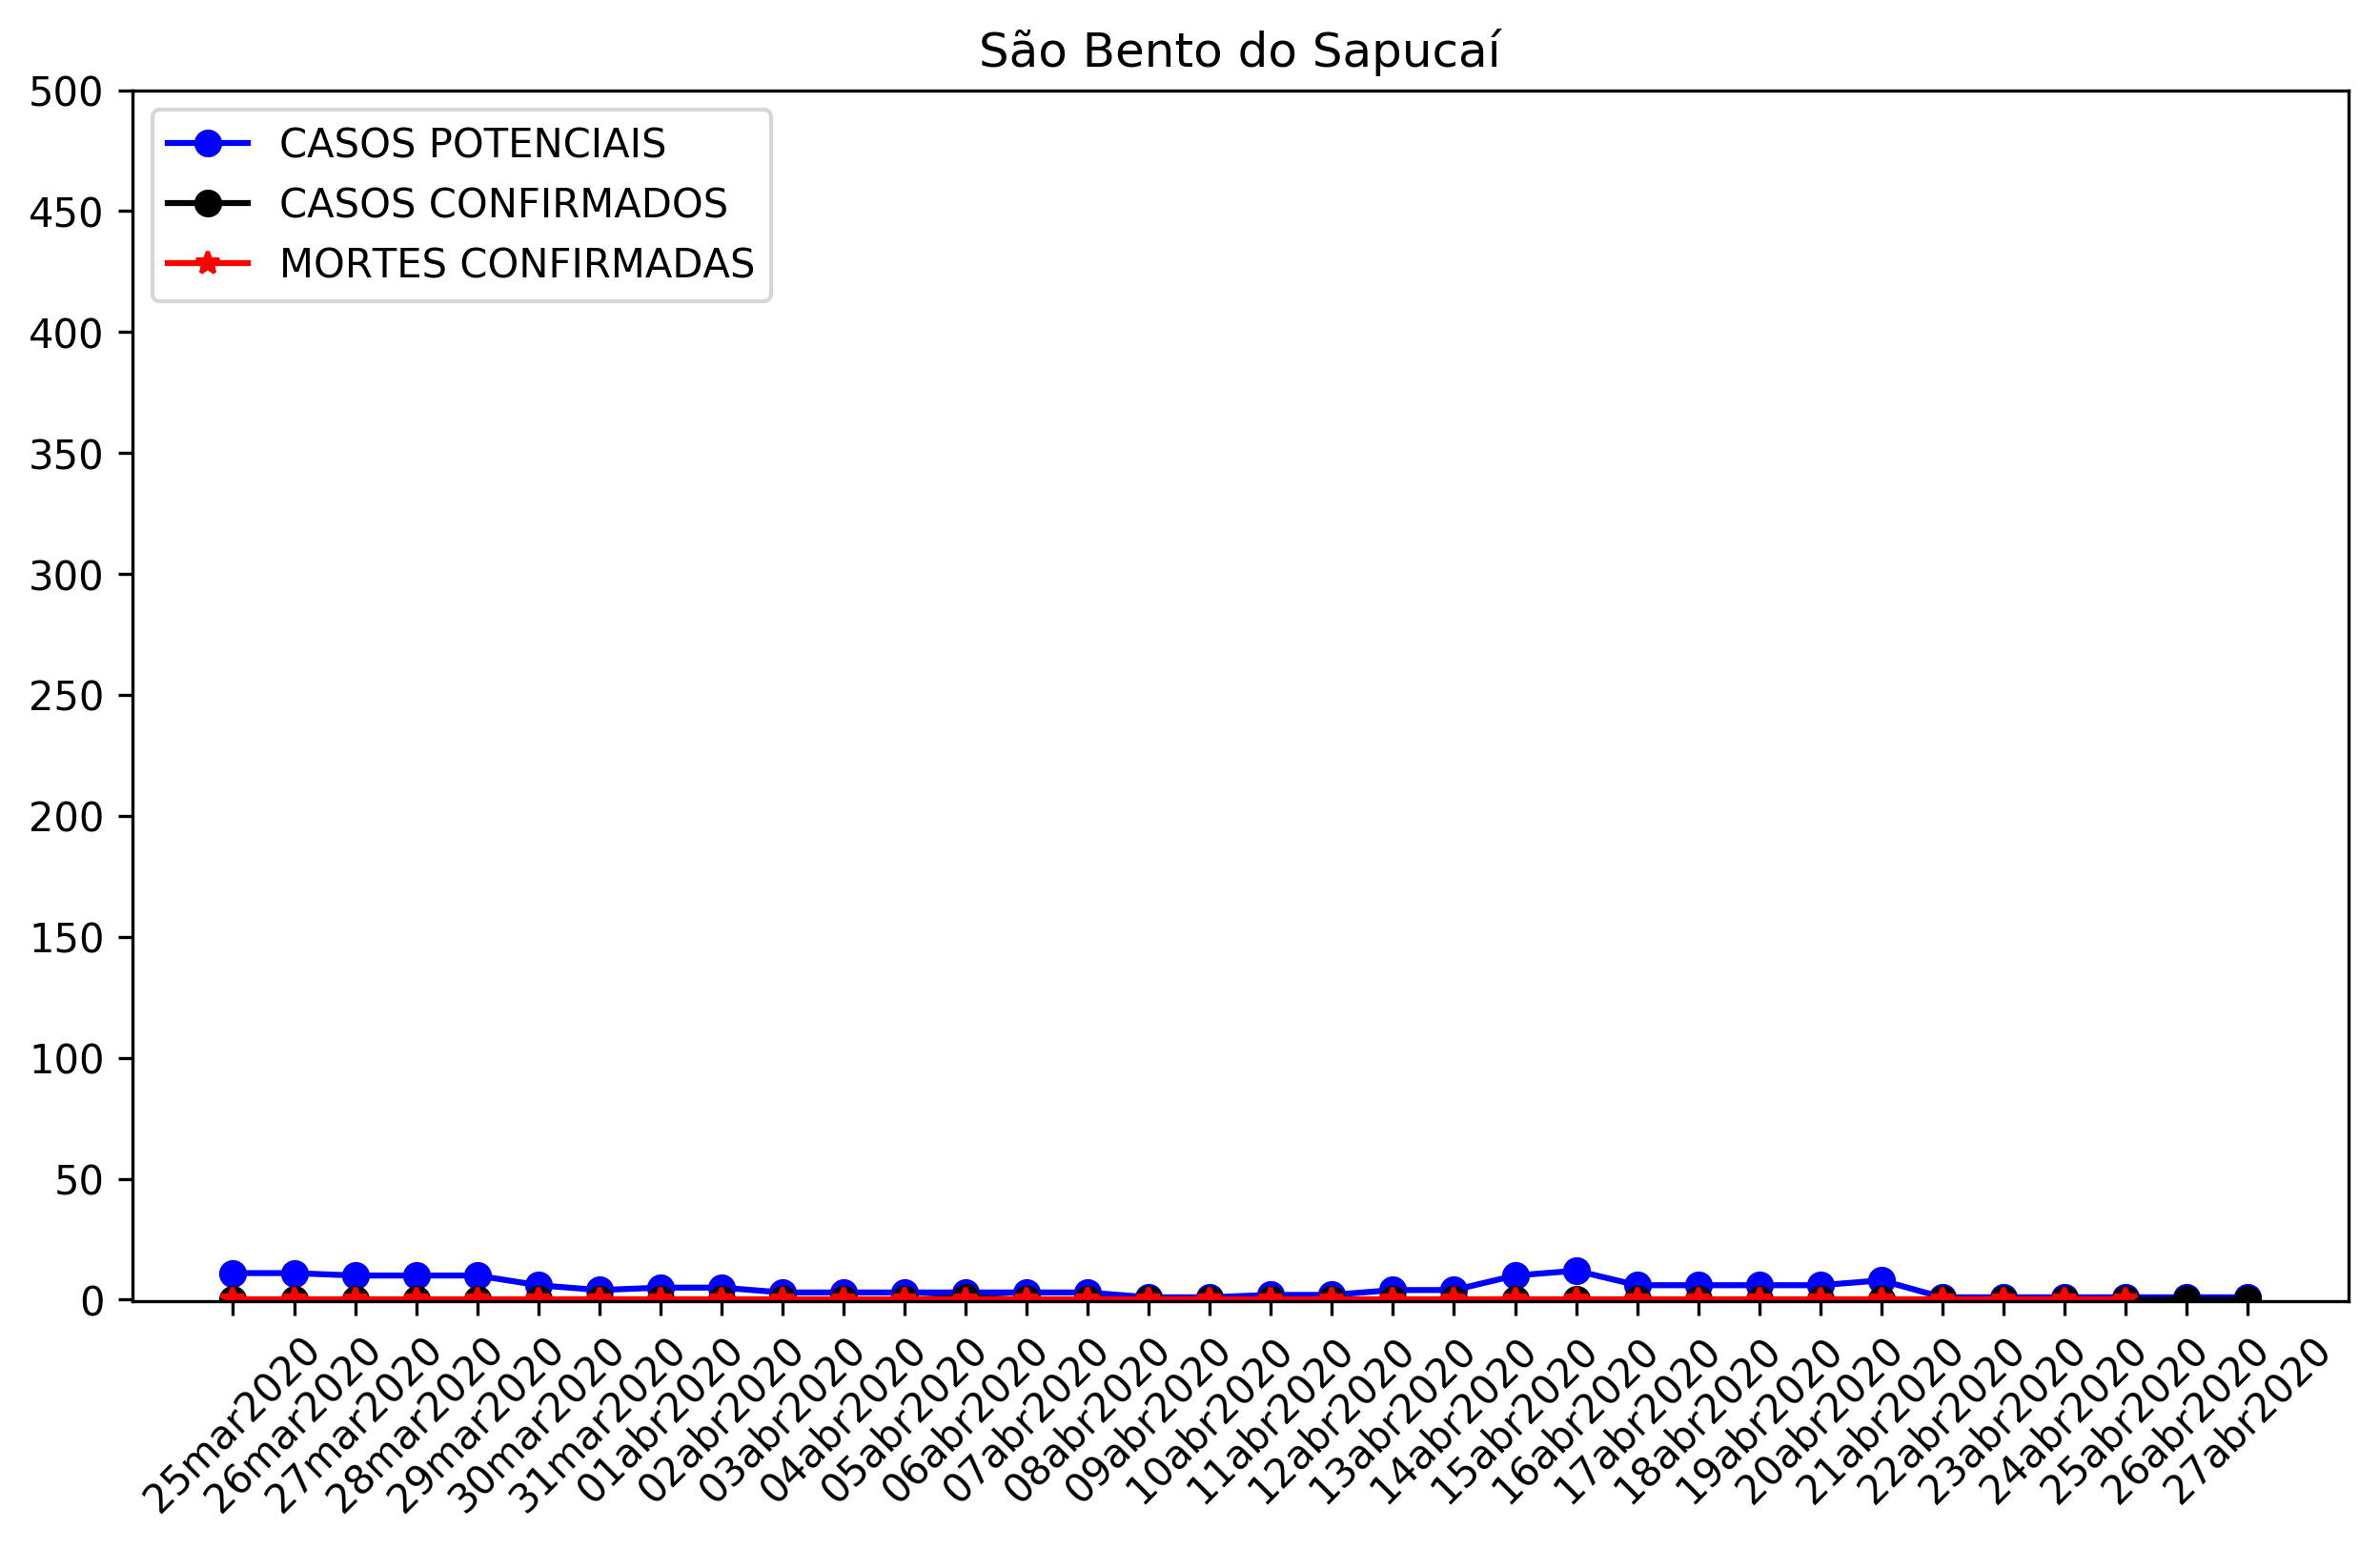 São Bento do Sapucaí
500
450
400
350
300
250
200
150
100
50
0
CASOS POTENCIAIS
CASOS CONFIRMADOS
MORTES CONFIRMADAS
25mar2020
26mar2020
27mar2020
28mar2020
29mar2020
30mar2020
31mar2020
01abr2020
02abr2020
03abr2020
04abr2020
05abr2020
06abr2020
07abr2020
08abr2020
09abr2020
10abr2020
11abr2020
12abr2020
13abr2020
14abr2020
15abr2020
16abr2020
17abr2020
18abr2020
19abr2020
20abr2020
21abr2020
22abr2020
23abr2020
24abr2020
25abr2020
26abr2020
27abr2020